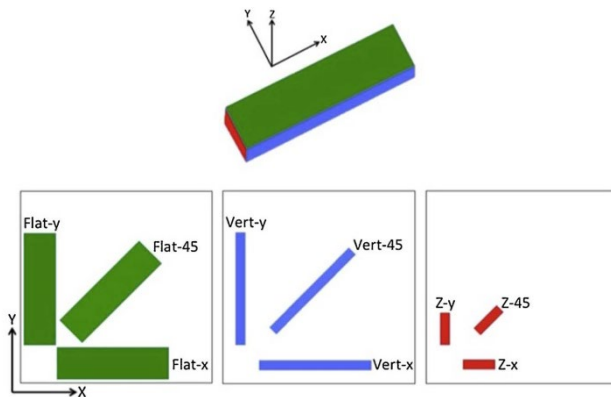 Y
Z
X
Flat-y
Flat-45
Flat-x
Y
X
Vert-y
Vert-45
Vert-x
Z-y
Z-45
Z-x